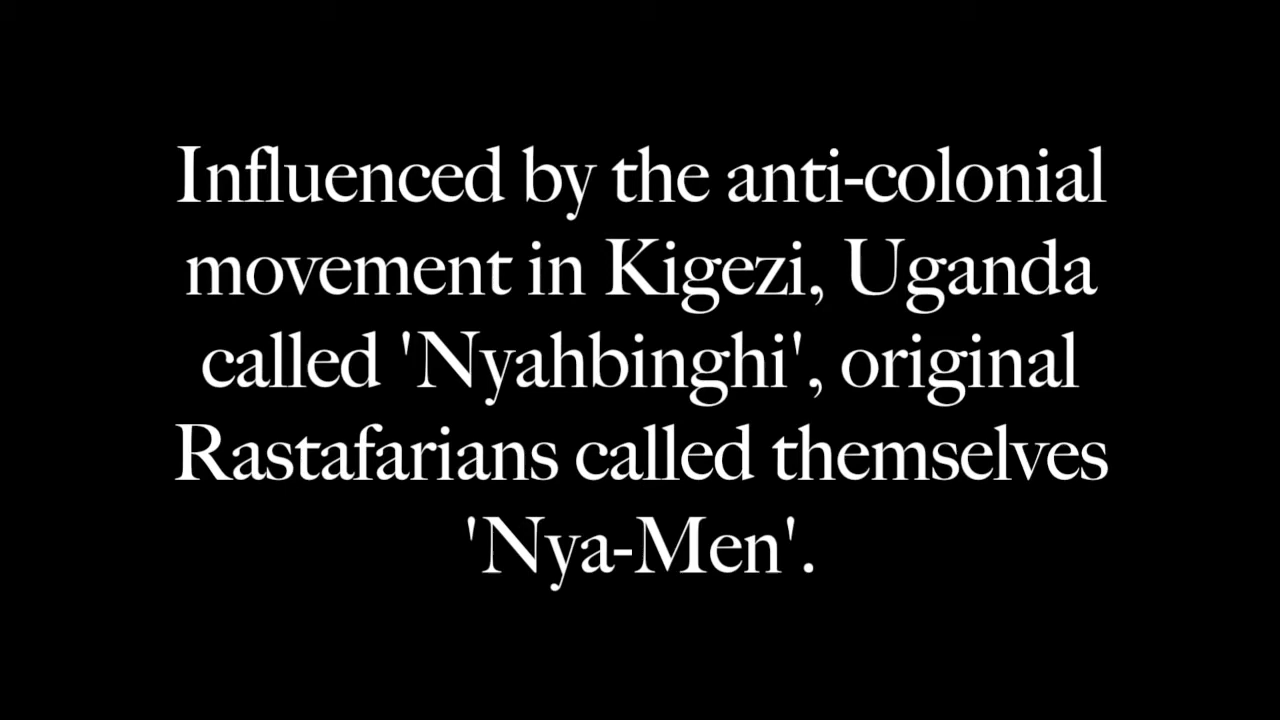 Influenced by the anti-colonial
movement in Kigezi, Uganda
called 'Nyahbinghi', original
Rastafarians called themselves
'Nya-Men'.